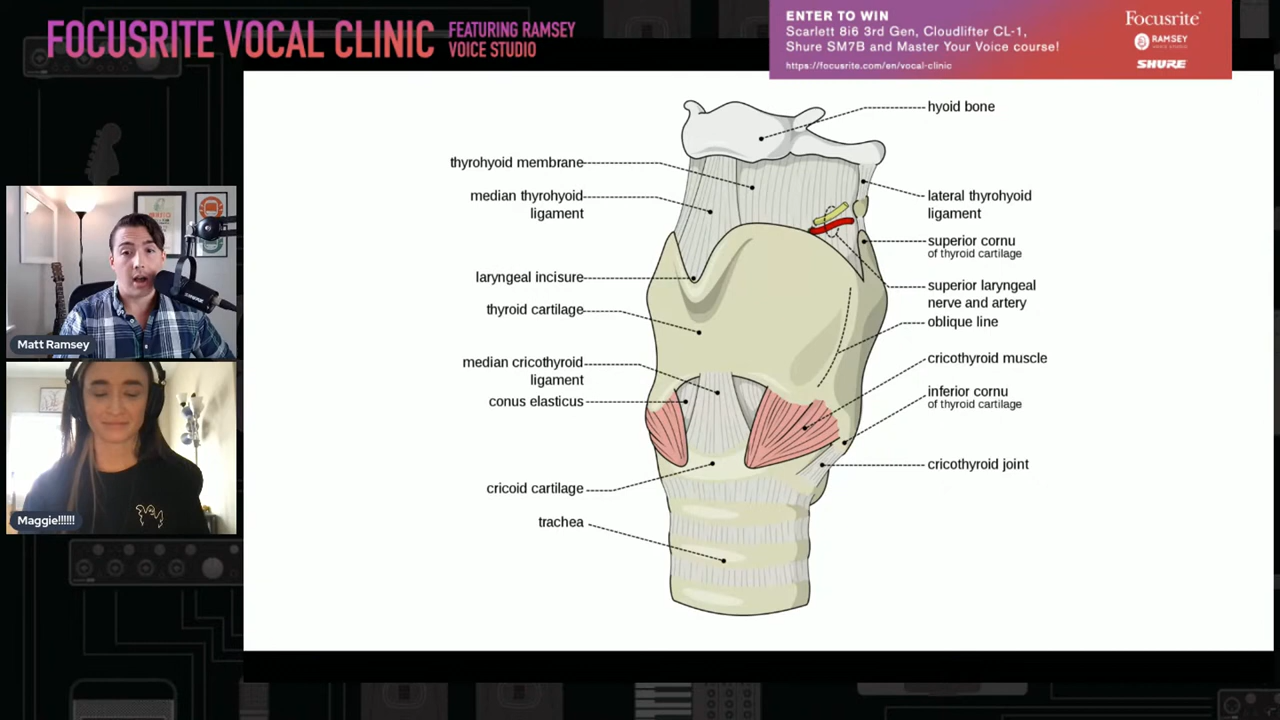 FOCUSRITE VOCAL CLINIC
FEATURING RAMSEY
VOICE STUDIO
ENTER TO WIN
Scarlett 8i6 3rd Gen, Cloudlifter CL-1,
Shure SM7B and Master Your Voice course!
https://focusrite.com/en/vocal-clinic
Focusrite®
RAMSEY
VOICE STUDIO
SHURE
hyoid bone
thyrohyoid membrane
median thyrohyoid
ligament
lateral thyrohyoid
ligament
superior cornu
of thyroid cartilage
laryngeal incisure
superior laryngeal
nerve and artery
thyroid cartilage
oblique line
median cricothyroid
ligament
cricothyroid muscle
conus elasticus
inferior cornu
of thyroid cartilage
cricothyroid joint
cricoid cartilage
trachea
SHURE
Matt Ramsey
Maggie!!!!!!